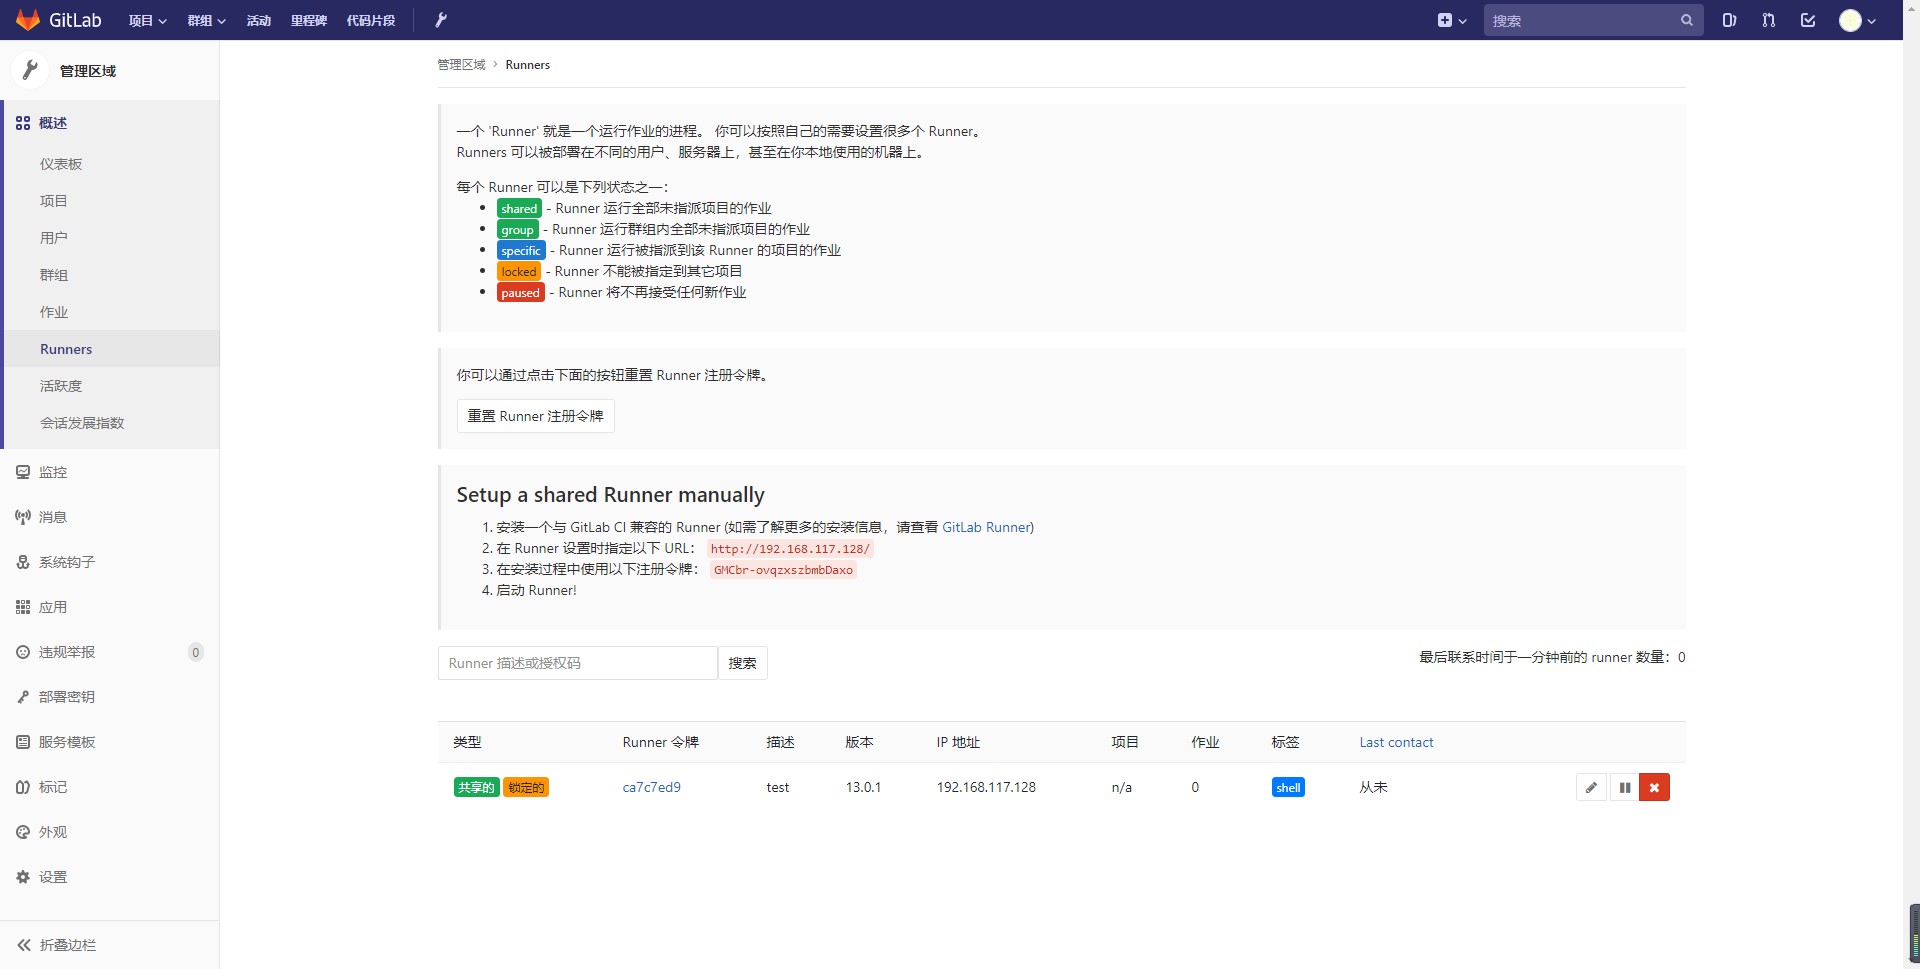 GitLab 项目 群组 活动 里程碑 代码片段 搜索
管理区域
概述
仪表板
项目
用户
群组
作业
Runners
活跃度
会话发展指数
监控
消息
系统钩子
应用
违规举报 0
部署密钥
服务模板
标记
外观
设置
折叠边栏
管理区域 Runners
一个 'Runner' 就是一个运行作业的进程。 你可以按照自己的需要设置很多个 Runner。
Runners 可以被部署在不同的用户、服务器上，甚至在你本地使用的机器上。
每个 Runner 可以是下列状态之一：
shared - Runner 运行全部未指派项目的作业
group - Runner 运行群组内全部未指派项目的作业
specific - Runner 运行被指派到该 Runner 的项目的作业
locked - Runner 不能被指定到其它项目
paused - Runner 将不再接受任何新作业
你可以通过点击下面的按钮重置 Runner 注册令牌。
重置 Runner 注册令牌
Setup a shared Runner manually
1. 安装一个与 GitLab CI 兼容的 Runner (如需了解更多的安装信息，请查看 GitLab Runner)
2. 在 Runner 设置时指定以下 URL： http://192.168.117.128/
3. 在安装过程中使用以下注册令牌： GMCbr-ovqzxszbmbDaxo
4. 启动 Runner!
Runner 描述或授权码 搜索 最后联系时间于一分钟前的 runner 数量：0
类型 Runner 令牌 描述 版本 IP 地址 项目 作业 标签 Last contact
共享的 锁定的 ca7c7ed9 test 13.0.1 192.168.117.128 n/a 0 shell 从未